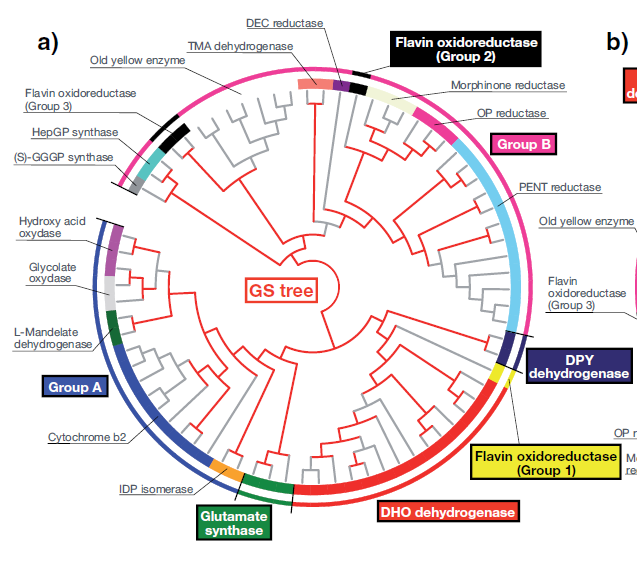 a)
b)
DEC reductase
TMA dehydrogenase
Old yellow enzyme
Flavin oxidoreductase
(Group 2)
Flavin oxidoreductase
(Group 3)
Morphinone reductase
OP reductase
HepGP synthase
Group B
(S)-GGGP synthase
PENT reductase
Hydroxy acid
oxydase
Old yellow enzyme
Glycolate
oxydase
GS tree
Flavin
oxidoreductase
(Group 3)
L-Mandelate
dehydrogenase
DPY
dehydrogenase
Group A
Cytochrome b2
OP r
Flavin oxidoreductase
(Group 1)
IDP isomerase
Glutamate
synthase
DHO dehydrogenase